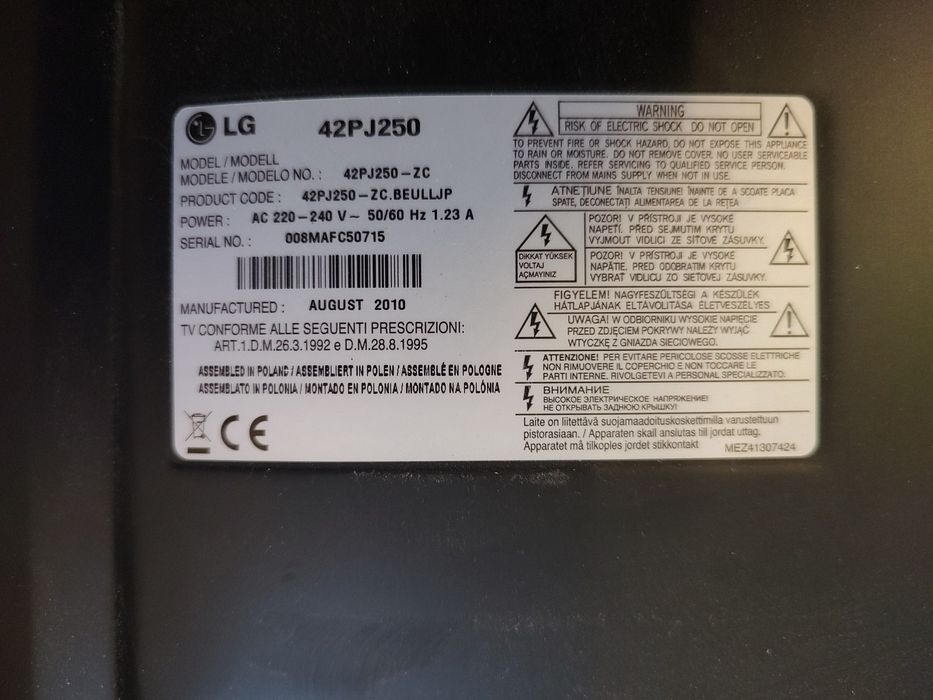 LG 42PJ250
MODEL / MODELL
MODELE / MODELO NO. : 42PJ250-ZC
PRODUCT CODE : 42PJ250-ZC.BEULLJP
POWER : AC 220-240 V~ 50/60 Hz 1.23 A
SERIAL NO. : 008MAFC50715
MANUFACTURED : AUGUST 2010
TV CONFORME ALLE SEGUENTI PRESCRIZIONI:
ART.1.D.M.26.3.1992 e D.M.28.8.1995
ASSEMBLED IN POLAND / ASSEMBLIERT IN POLEN / ASSEMBLÉ EN POLOGNE
ASSEMBLATO IN POLONIA / MONTADO EN POLONIA / MONTADO NA POLÔNIA
CE
WARNING
RISK OF ELECTRIC SHOCK DO NOT OPEN
TO PREVENT FIRE OR SHOCK HAZARD, DO NOT EXPOSE THIS APPLIANCE
TO RAIN OR MOISTURE. DO NOT REMOVE COVER. NO USER SERVICEABLE
PARTS INSIDE. REFER SERVICING TO QUALIFIED SERVICE PERSON.
DISCONNECT FROM MAINS SUPPLY WHEN NOT IN USE.
ATNEȚIUNE ÎNALTA TENSIUNE! ÎNAINTE DE A SCOATE PLACA
SPATE, DECONECTAȚI ALIMENTAREA DE LA REȚEA
DİKKAT YÜKSEK
VOLTAJ
AÇMAYINIZ
POZOR! V PŘÍSTROJI JE VYSOKÉ
NAPĚTÍ. PŘED SEJMUTIM KRYTU
VYJMOUT VIDLICI ZE SÍŤOVÉ ZÁSUVKY.
POZOR! V PRÍSTROJI JE VYSOKÉ
NAPÄTIE. PRED ODOBRATIM KRYTU
VYBRAŤ VIDLICU ZO SIEŤOVEJ ZÁSUVKY.
FIGYELEM! NAGYFESZÜLTSÉGI A KÉSZÜLÉK
HÁTLAPJÁNAK ELTÁVOLÍTÁSA ÉLETVESZÉLYES
UWAGA! W ODBIORNIKU WYSOKIE NAPIĘCIE
PRZED ZDJĘCIEM POKRYWY NALEŻY WYJĄĆ
WTYCZKĘ Z GNIAZDA SIECIOWEGO.
ATTENZIONE! PER EVITARE PERICOLOSE SCOSSE ELETTRICHE
NON RIMUOVERE IL COPERCHIO E NON TOCCARE LE
PARTI INTERNE. RIVOLGETEVI A PERSONAL SPECIALIZZATO.
ВНИМАНИЕ
ВЫСОКОЕ ЭЛЕКТРИЧЕСКОЕ НАПРЯЖЕНИЕ!
НЕ ОТКРЫВАТЬ ЗАДНЮЮ КРЫШКУ!
Laite on liitettävä suojamaadoituskoskettimilla varustettuun
pistorasiaan. / Apparaten skall anslutas till jordat uttag.
Apparatet må tilkoples jordet stikkontakt
MEZ41307424